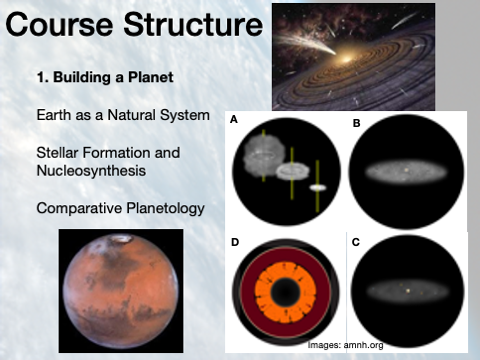 Course Structure
1. Building a Planet
Earth as a Natural System
Stellar Formation and
Nucleosynthesis
Comparative Planetology
A
B
D
C
images: amnh.org